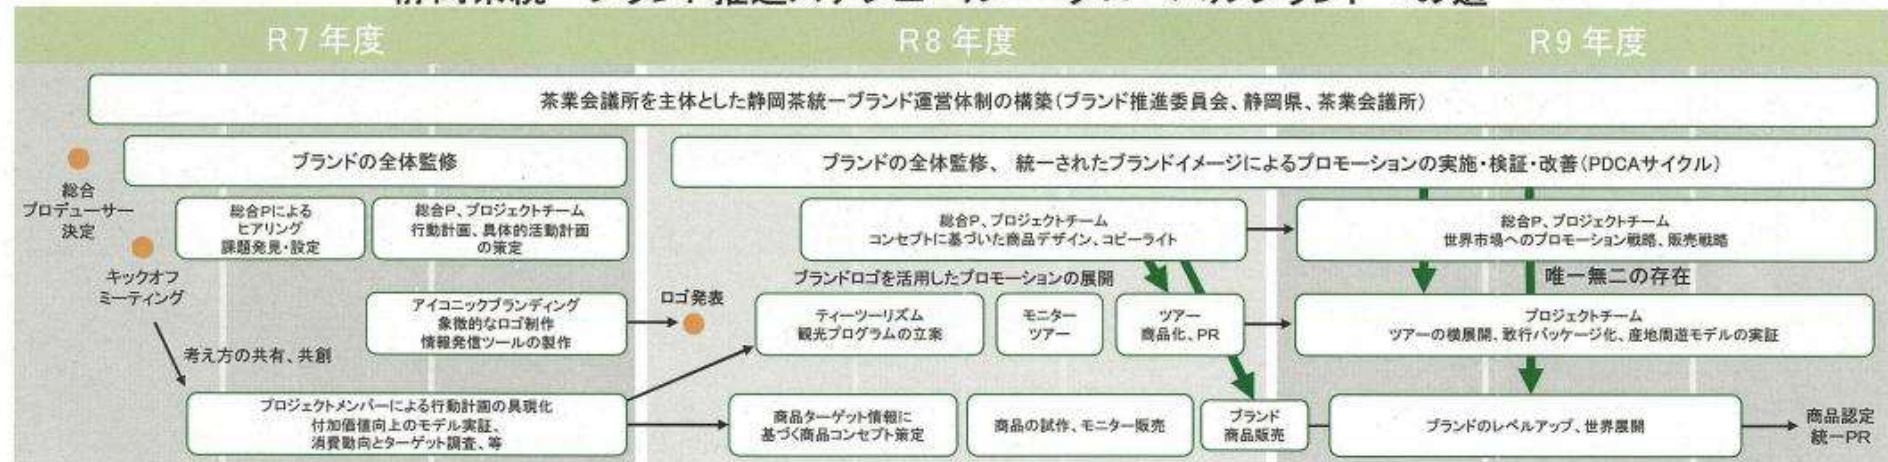 R7年度
R8年度
R9年度
茶業会議所を主体とした静岡茶統一ブランド運営体制の構築(ブランド推進委員会、静岡県、茶業会議所)
ブランドの全体監修
ブランドの全体監修、 統一されたブランドイメージによるプロモーションの実施・検証・改善(PDCAサイクル)
総合
プロデューサー
決定
総合Pによる
ヒアリング
課題発見・設定
総合P、プロジェクトチーム
行動計画、具体的活動計画
の策定
総合P、プロジェクトチーム
コンセプトに基づいた商品デザイン、コピーライト
総合P、プロジェクトチーム
世界市場へのプロモーション戦略、販売戦略
キックオフ
ミーティング
ブランドロゴを活用したプロモーションの展開
唯一無二の存在
アイコニックブランディング
象徴的なロゴ制作
情報発信ツールの製作
ロゴ発表
ティーツーリズム
観光プログラムの立案
モニター
ツアー
ツアー
商品化、PR
プロジェクトチーム
ツアーの横展開、敢行パッケージ化、産地周遊モデルの実証
考え方の共有、共創
プロジェクトメンバーによる行動計画の具現化
付加価値向上のモデル実証、
消費動向とターゲット調査、等
商品ターゲット情報に
基づく商品コンセプト策定
商品の試作、モニター販売
ブランド
商品販売
ブランドのレベルアップ、世界展開
商品認定
統一PR